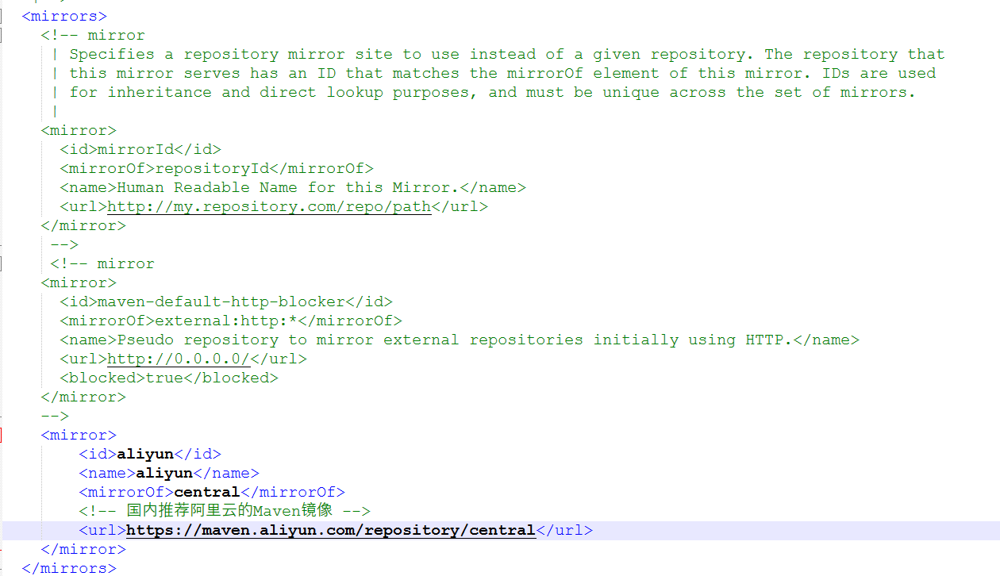 <mirrors>
<!-- mirror
| Specifies a repository mirror site to use instead of a given repository. The repository that
| this mirror serves has an ID that matches the mirrorOf element of this mirror. IDs are used
| for inheritance and direct lookup purposes, and must be unique across the set of mirrors.
|
<mirror>
<id>mirrorId</id>
<mirrorOf>repositoryId</mirrorOf>
<name>Human Readable Name for this Mirror.</name>
<url>http://my.repository.com/repo/path</url>
</mirror>
-->
<!-- mirror
<mirror>
<id>maven-default-http-blocker</id>
<mirrorOf>external:http:*</mirrorOf>
<name>Pseudo repository to mirror external repositories initially using HTTP.</name>
<url>http://0.0.0.0/</url>
<blocked>true</blocked>
</mirror>
-->
<mirror>
<id>aliyun</id>
<name>aliyun</name>
<mirrorOf>central</mirrorOf>
<!-- 国内推荐阿里云的Maven镜像 -->
<url>https://maven.aliyun.com/repository/central</url>
</mirror>
</mirrors>